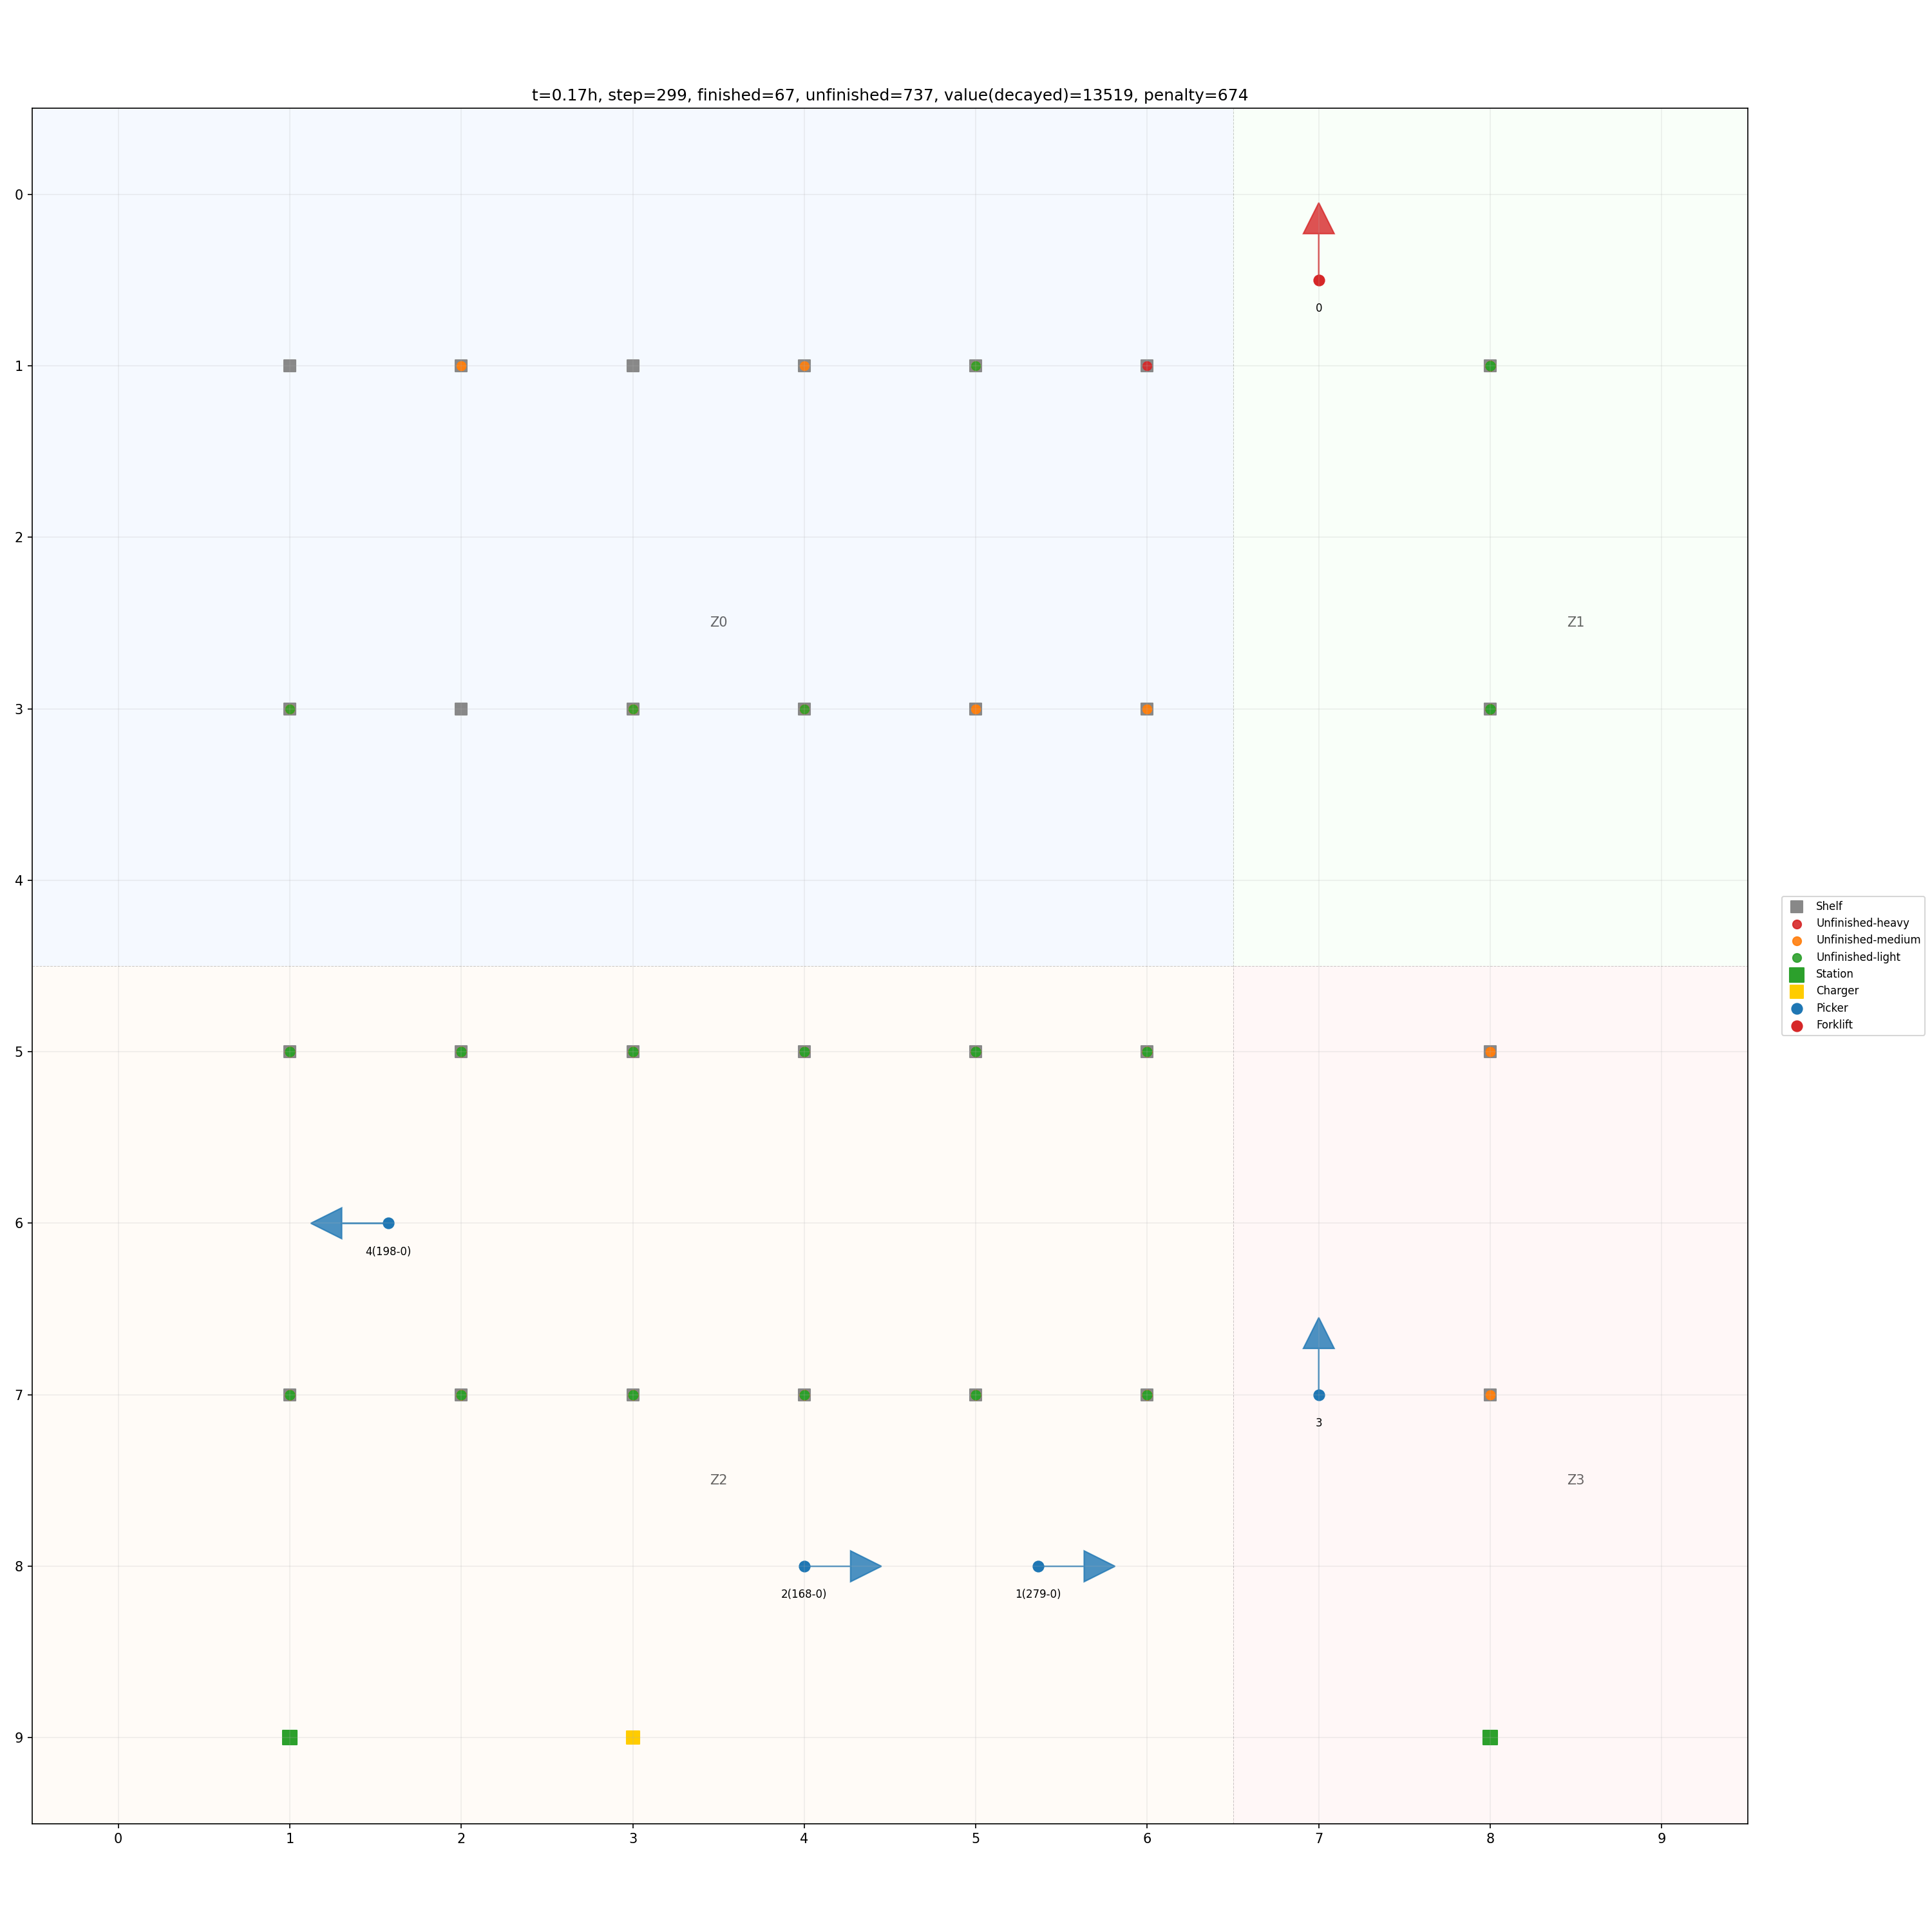 t=0.17h, step=299, finished=67, unfinished=737, value(decayed)=13519, penalty=674
0
0
1
2
Z0
Z1
3
4
Shelf
Unfinished-heavy
Unfinished-medium
Unfinished-light
Station
Charger
Picker
Forklift
5
6
4(198-0)
7
3
Z2
Z3
8
2(168-0)
1(279-0)
9
0 1 2 3 4 5 6 7 8 9